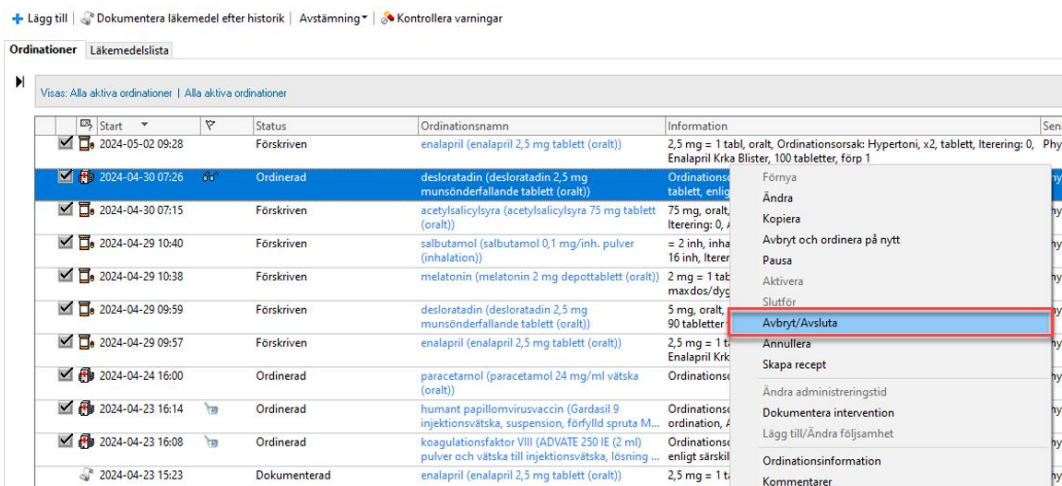 Lägg till | Dokumentera läkemedel efter historik | Avstämning | Kontrollera varningar
Ordinationer Läkemedelslista
Visas: Alla aktiva ordinationer | Alla aktiva ordinationer
Start Status Ordinationsnamn Information
2024-05-02 09:28 Förskriven enalapril (enalapril 2,5 mg tablett (oralt)) 2,5 mg = 1 tabl, oralt, Ordinationsorsak: Hypertoni, x2, tablett, Iterering: 0,
Enalapril Krka Blister, 100 tabletter, förp 1
2024-04-30 07:26 Ordinerad desloratadin (desloratadin 2,5 mg
munsönderfallande tablett (oralt)) tablett,
Förnya
Ändra
2024-04-30 07:15 Förskriven acetylsalicylsyra (acetylsalicylsyra 75 mg tablett 75 mg, oralt,
(oralt)) Iterering: 0,
Kopiera
2024-04-29 10:40 Förskriven salbutamol (salbutamol 0,1 mg/inh. pulver = 2 inh,
(inhalation)) 16 inh,
Avbryt och ordinera på nytt
Pausa
2024-04-29 10:38 Förskriven melatonin (melatonin 2 mg depottablett (oralt)) 2 mg = 1
Aktivera
Slutför
2024-04-29 09:59 Förskriven desloratadin (desloratadin 2,5 mg 5 mg, oralt,
munsönderfallande tablett (oralt)) 90 tabletter
Avbryt/Avsluta
2024-04-29 09:57 Förskriven enalapril (enalapril 2,5 mg tablett (oralt)) 2,5 mg = 1
Enalapril
Annullera
Skapa recept
2024-04-24 16:00 Ordinerad paracetamol (paracetamol 24 mg/ml vätska
(oralt))
Ändra administreringstid
2024-04-23 16:14 Ordinerad humant papillomvirusvaccin (Gardasil 9
injektionsvätska, suspension, förfylld spruta M... ordination,
Dokumentera intervention
Lägg till/Ändra följsamhet
2024-04-23 16:08 Ordinerad koagulationsfaktor VIII (ADVATE 250 IE (2 ml)
pulver och vätska till injektionsvätska, lösning ... enligt
Ordinationsinformation
2024-04-23 15:23 Dokumenterad enalapril (enalapril 2,5 mg tablett (oralt)) 2,5 mg = 1
Kommentarer